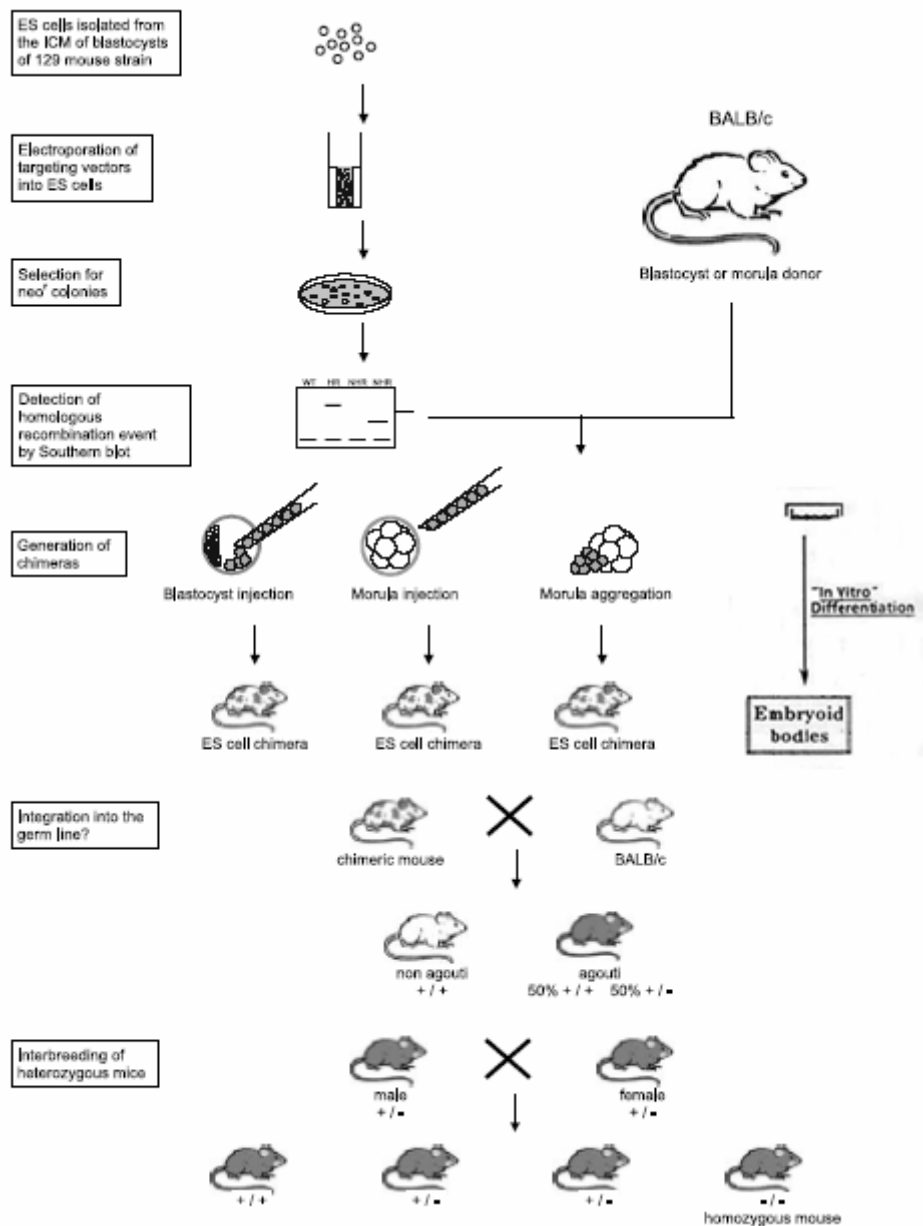 ES cells isolated from
the ICM of blastocysts
of 129 mouse strain
Electroporation of
targeting vectors
into ES cells
BALB/c
Blastocyst or morula donor
Selection for
neoʳ colonies
WT HR NHR NHR
Detection of
homologous
recombination event
by Southern blot
Generation of
chimeras
Blastocyst injection
Morula injection
Morula aggregation
"In Vitro"
Differentiation
Embryoid
bodies
ES cell chimera
ES cell chimera
ES cell chimera
Integration into the
germ line?
chimeric mouse
BALB/c
non agouti
+ / +
agouti
50% + / + 50% + / -
Interbreeding of
heterozygous mice
male
+ / -
female
+ / -
+ / +
+ / -
+ / -
- / -
homozygous mouse